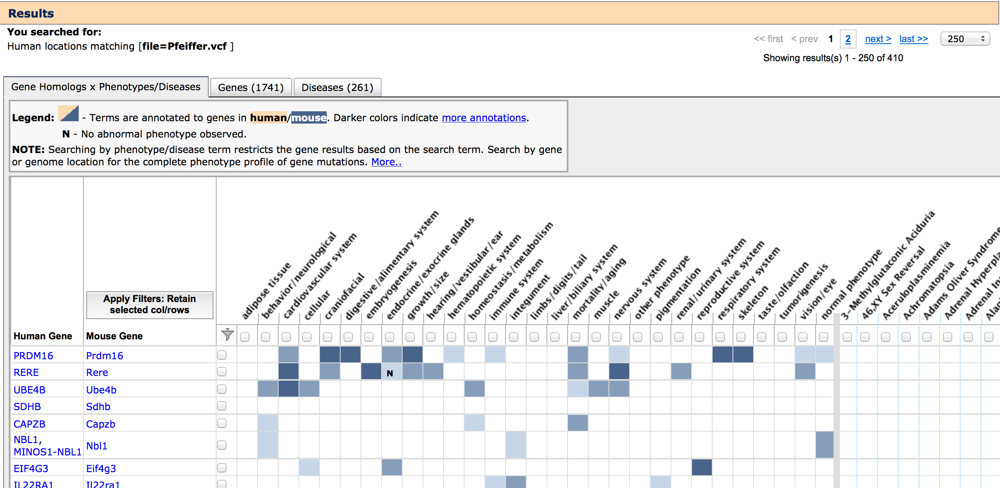 Results
You searched for:
Human locations matching [file=Pfeiffer.vcf ]
<< first < prev 1 2 next > last >> 250
Showing results(s) 1 - 250 of 410
Gene Homologs x Phenotypes/Diseases Genes (1741) Diseases (261)
Legend: - Terms are annotated to genes in human/mouse. Darker colors indicate more annotations.
N - No abnormal phenotype observed.
NOTE: Searching by phenotype/disease term restricts the gene results based on the search term. Search by gene
or genome location for the complete phenotype profile of gene mutations. More..
Apply Filters: Retain
selected col/rows
adipose tissue
behavior/neurological
cardiovascular system
cellular
craniofacial
digestive/alimentary system
embryogenesis
endocrine/exocrine glands
growth/size
hearing/vestibular/ear
hematopoietic system
homeostasis/metabolism
immune system
integument
limbs/digits/tail
liver/biliary system
mortality/aging
muscle
nervous system
other phenotype
pigmentation
renal/urinary system
reproductive system
respiratory system
skeleton
taste/olfaction
tumorigenesis
vision/eye
normal phenotype
3-Methylglutaconic Aciduria
46,XY Sex Reversal
Aceruloplasminemia
Achromatopsia
Adams Oliver Syndrome
Adrenal Hyperpla
Adrenal In
Alag
Human Gene Mouse Gene
PRDM16 Prdm16
RERE Rere N
UBE4B Ube4b
SDHB Sdhb
CAPZB Capzb
NBL1,
MINOS1-NBL1 Nbl1
EIF4G3 Eif4g3
IL22RA1 Il22ra1